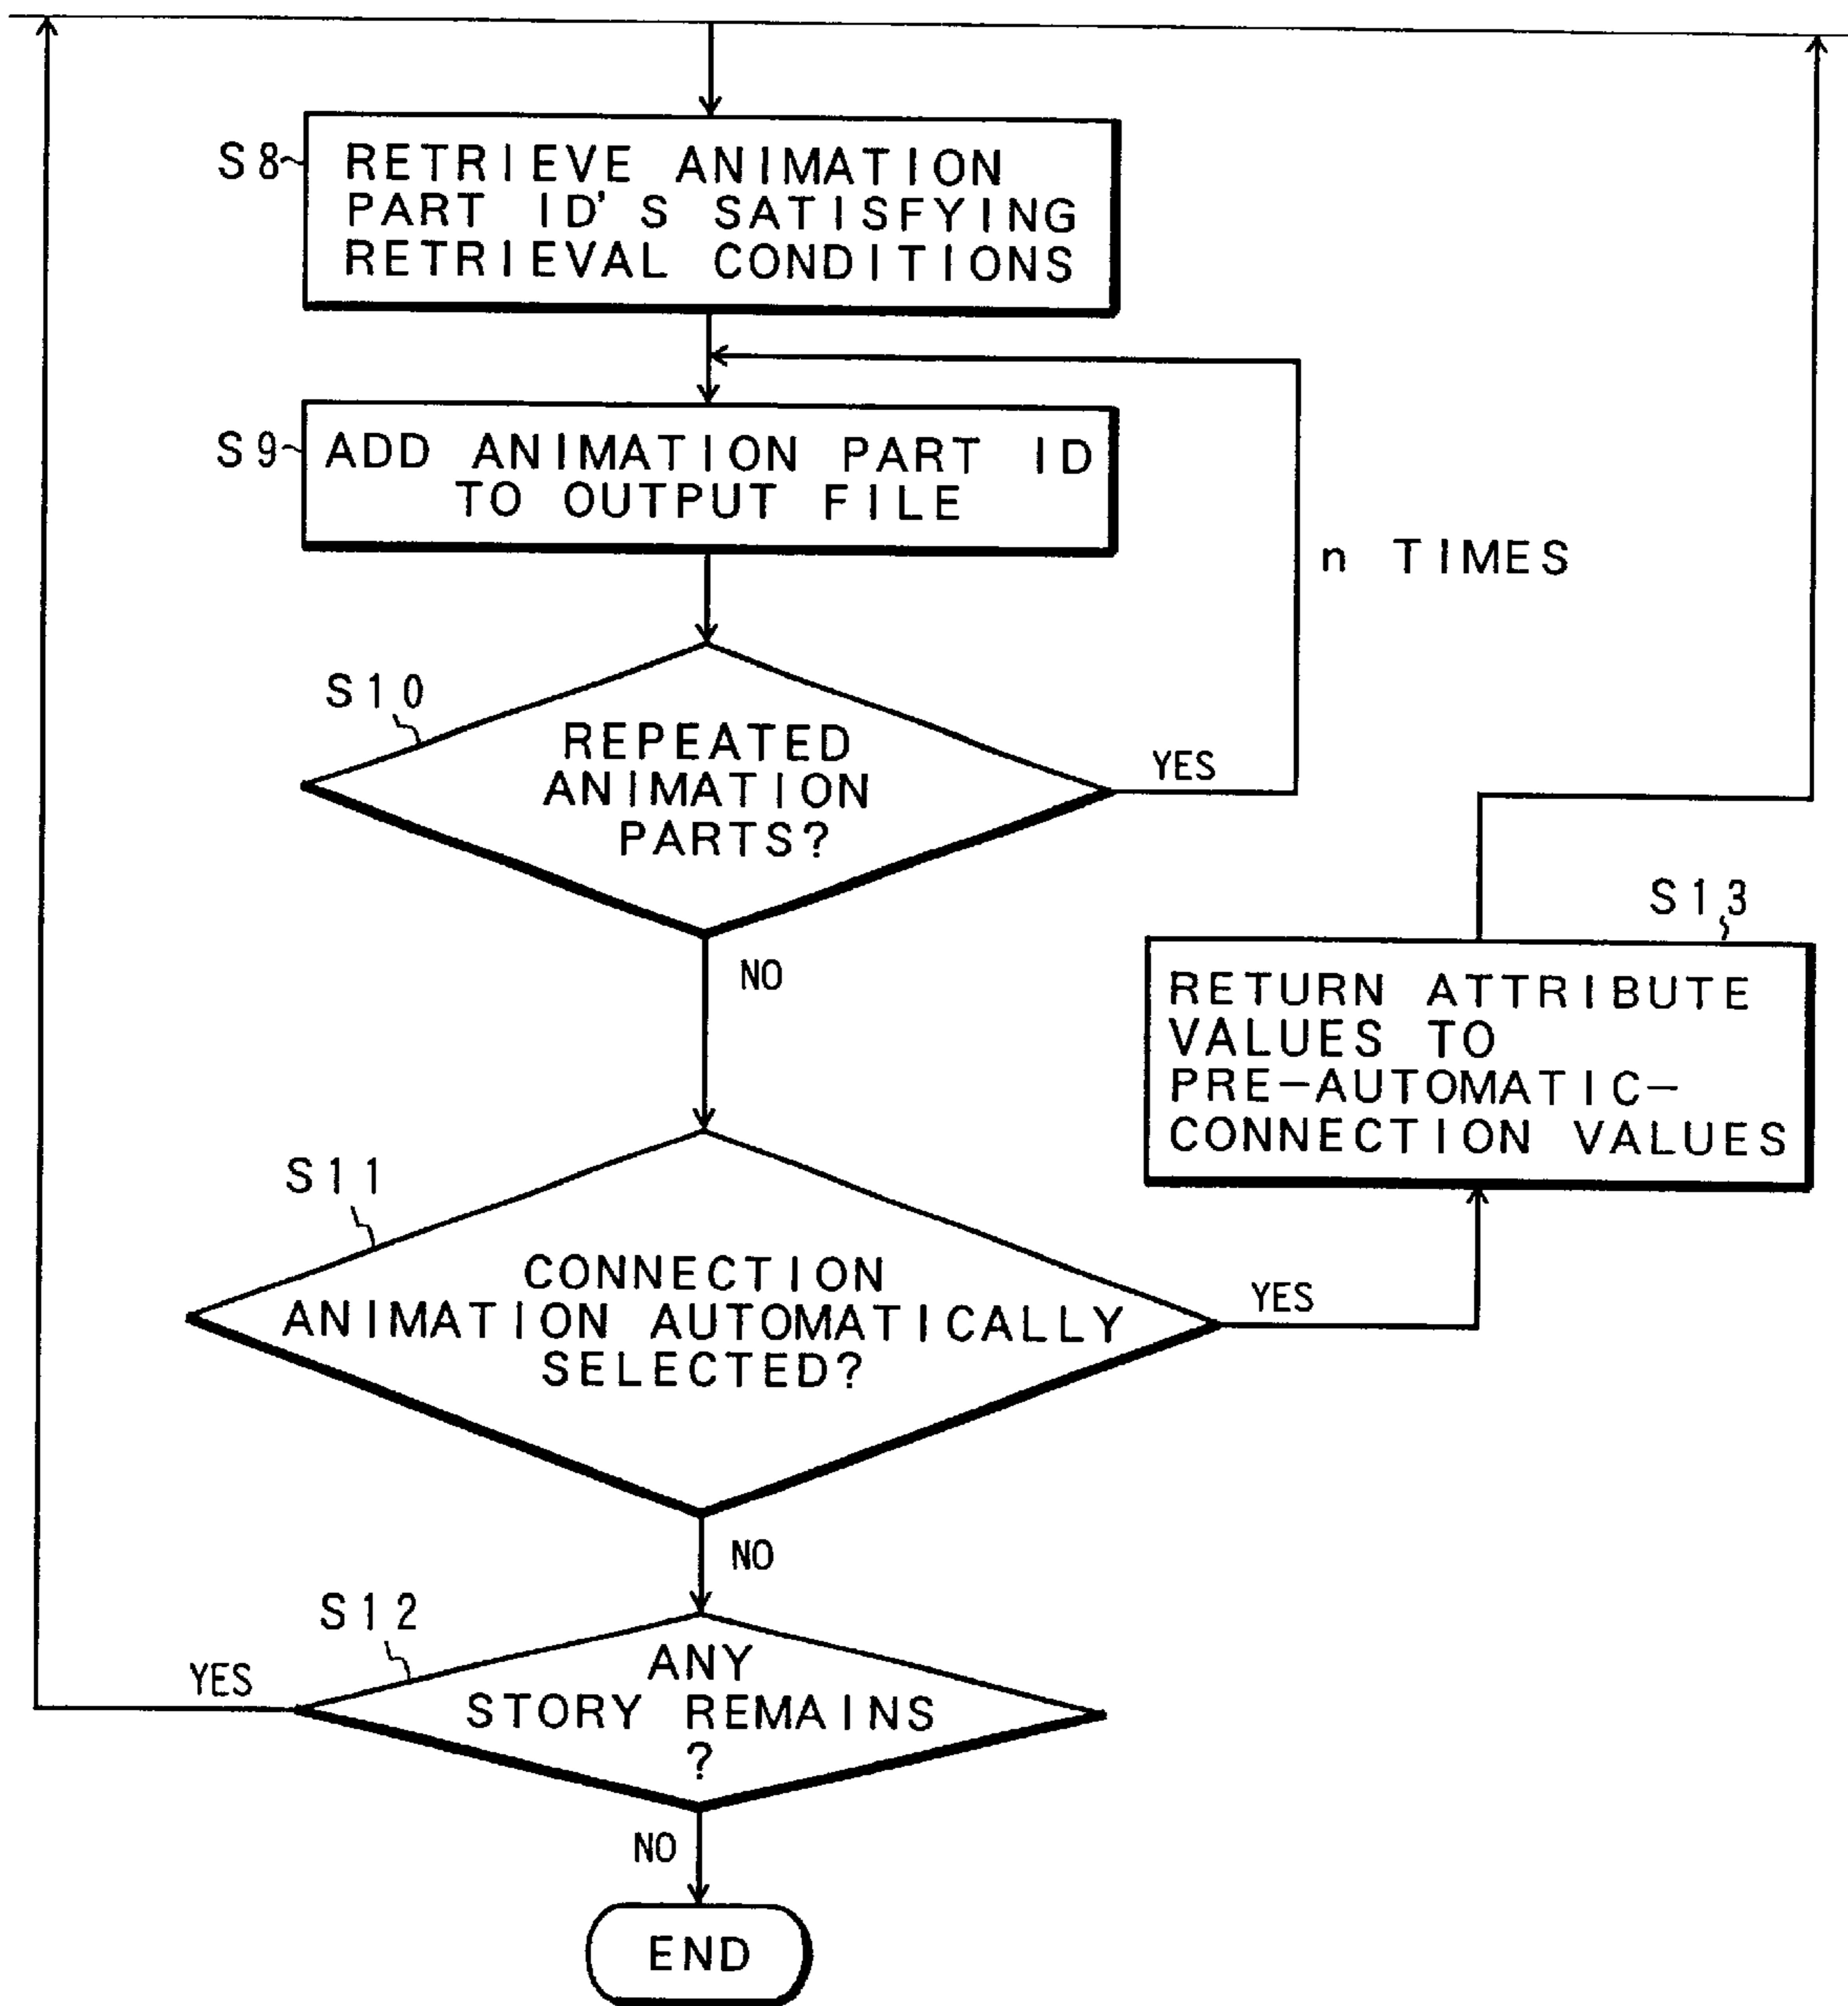 S8
RETRIEVE ANIMATION
PART ID'S SATISFYING
RETRIEVAL CONDITIONS
S9
ADD ANIMATION PART ID
TO OUTPUT FILE
n TIMES
S10
REPEATED
ANIMATION
PARTS?
YES
NO
S13
RETURN ATTRIBUTE
VALUES TO
PRE-AUTOMATIC-
CONNECTION VALUES
S11
CONNECTION
ANIMATION AUTOMATICALLY
SELECTED?
YES
NO
S12
ANY
STORY REMAINS
?
YES
NO
END